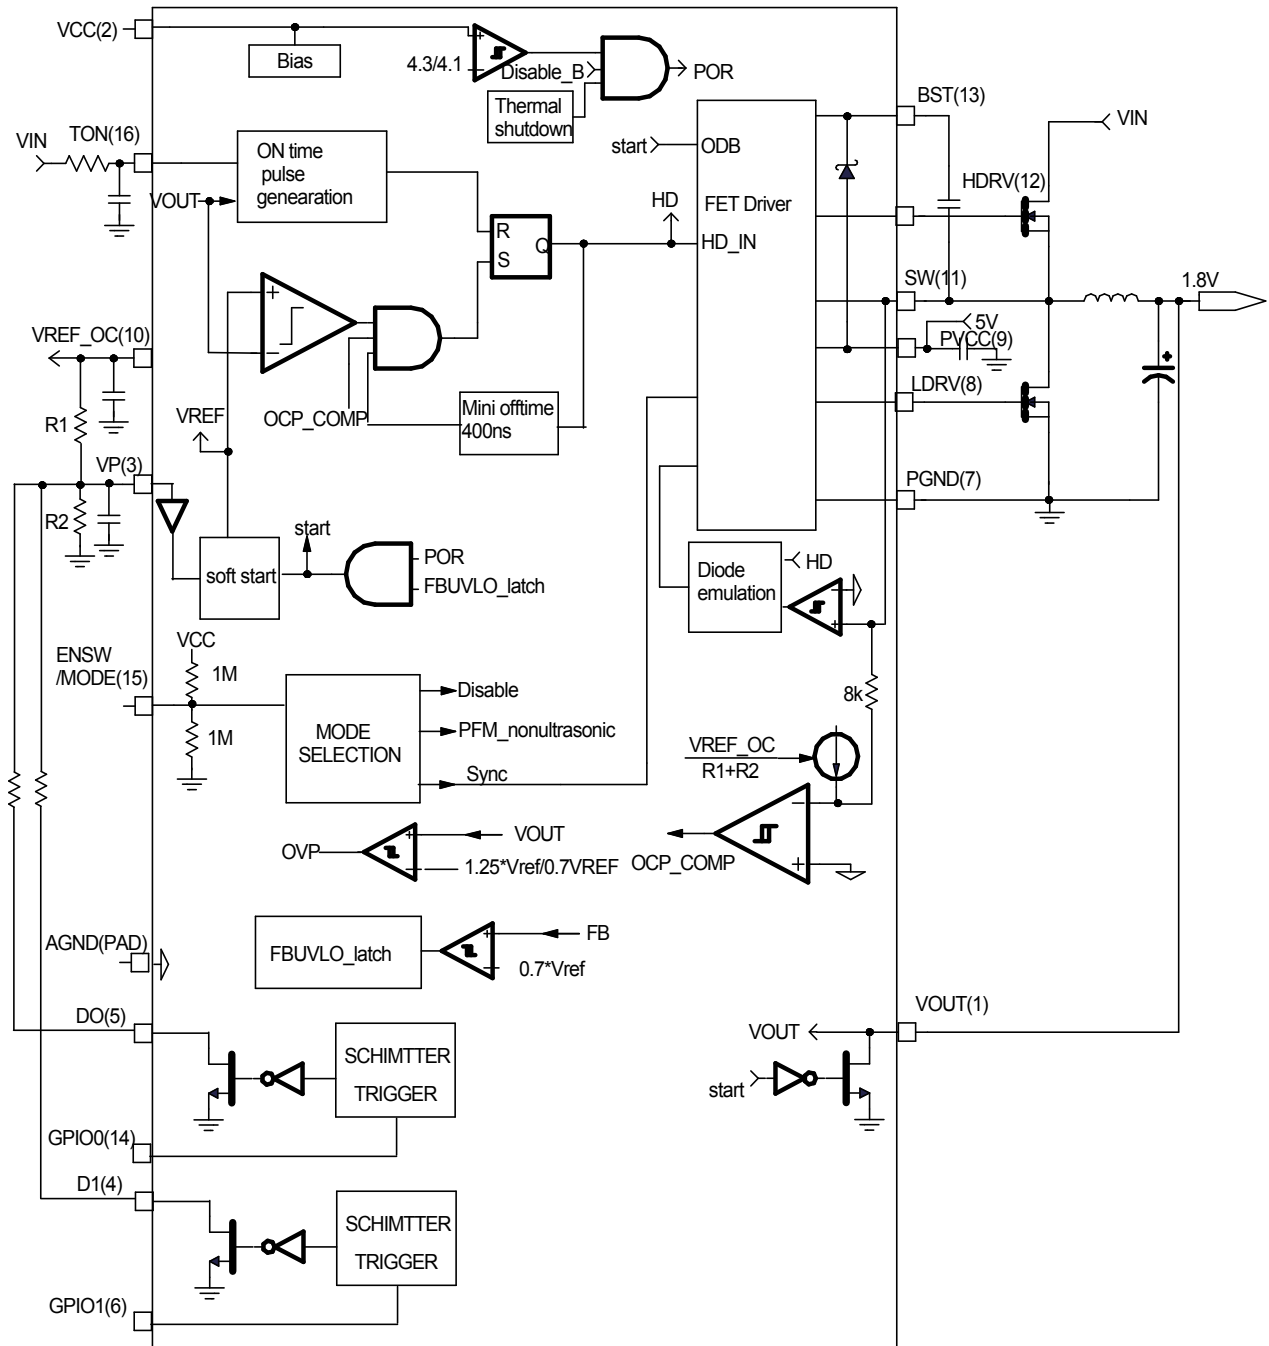 VCC(2)
Bias
4.3/4.1
+
Disable_B
POR
Thermal
shutdown
BST(13)
VIN
VIN
TON(16)
ON time
pulse
genearation
VOUT
start
ODB
HDRV(12)
HD
FET Driver
R
Q
S
HD_IN
SW(11)
1.8V
+
−
VREF_OC(10)
5V
PVCC(9)
+
LDRV(8)
R1
VREF
OCP_COMP
Mini offtime
400ns
VP(3)
PGND(7)
R2
start
POR
soft start
FBUVLO_latch
HD
Diode
emulation
+
VCC
ENSW
/MODE(15)
1M
1M
MODE
SELECTION
Disable
PFM_nonultrasonic
Sync
8k
VREF_OC
R1+R2
−
+
OCP_COMP
OVP
+
VOUT
1.25*Vref/0.7VREF
AGND(PAD)
FBUVLO_latch
+
FB
0.7*Vref
DO(5)
SCHIMTTER
TRIGGER
VOUT(1)
VOUT
start
GPIO0(14)
D1(4)
SCHIMTTER
TRIGGER
GPIO1(6)